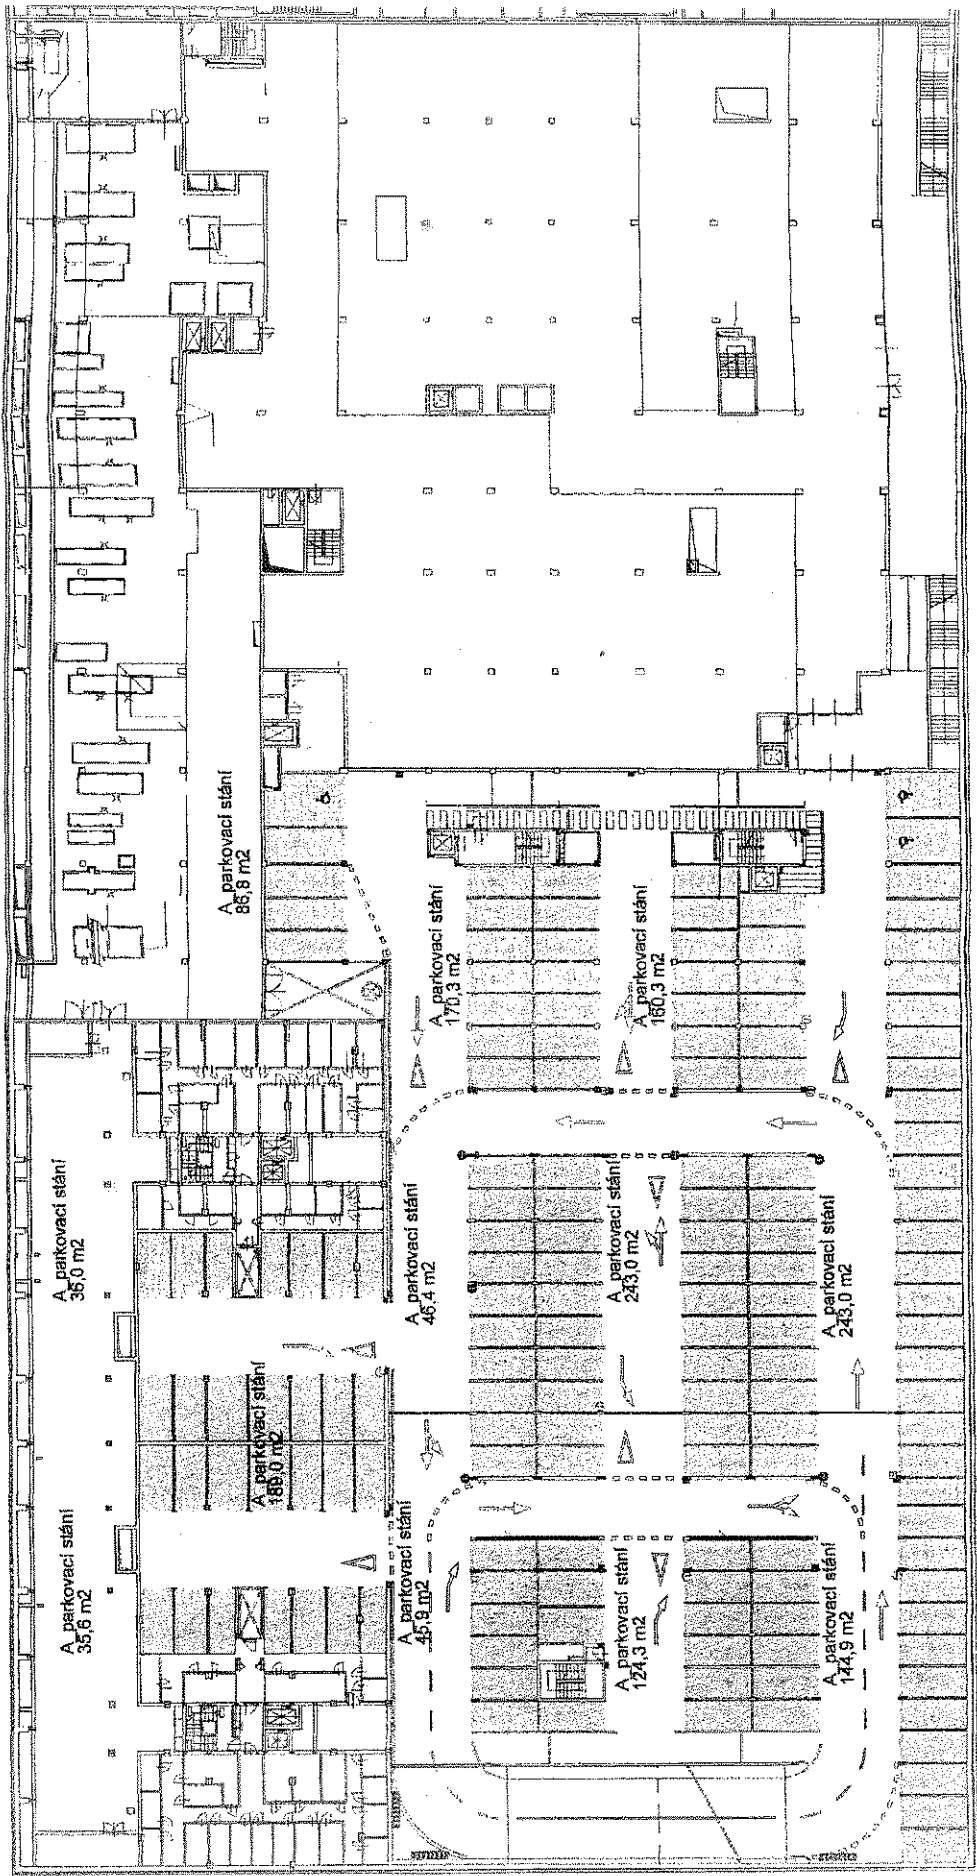 A_parkovací stání
86,8 m2
A_parkovací stání
170,3 m2
A_parkovací stání
160,3 m2
A_parkovací stání
36,0 m2
A_parkovací stání
46,4 m2
A_parkovací stání
243,0 m2
A_parkovací stání
243,0 m2
A_parkovací stání
189,0 m2
A_parkovací stání
35,6 m2
A_parkovací stání
45,9 m2
A_parkovací stání
124,3 m2
A_parkovací stání
144,9 m2